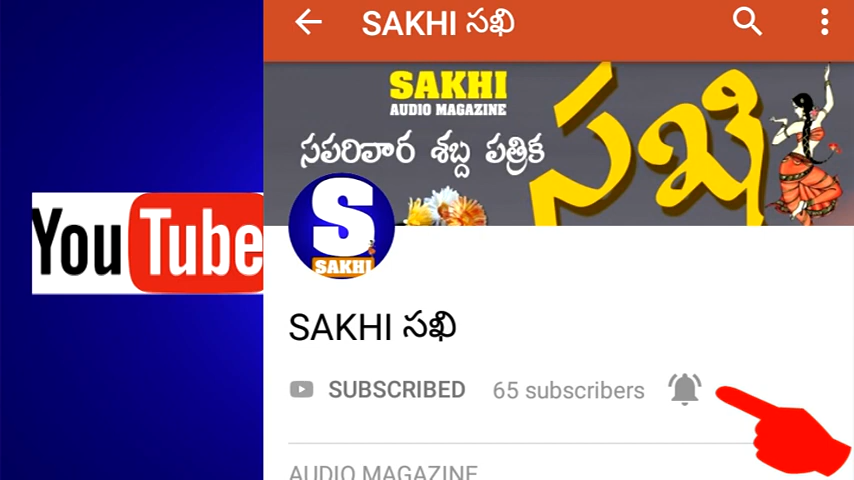 SAKHI సఖి
SAKHI
AUDIO MAGAZINE
సపరివార శబ్ద పత్రిక
సఖి
YouTube
S
SAKHI
SAKHI సఖి
SUBSCRIBED 65 subscribers
AUDIO MAGAZINE